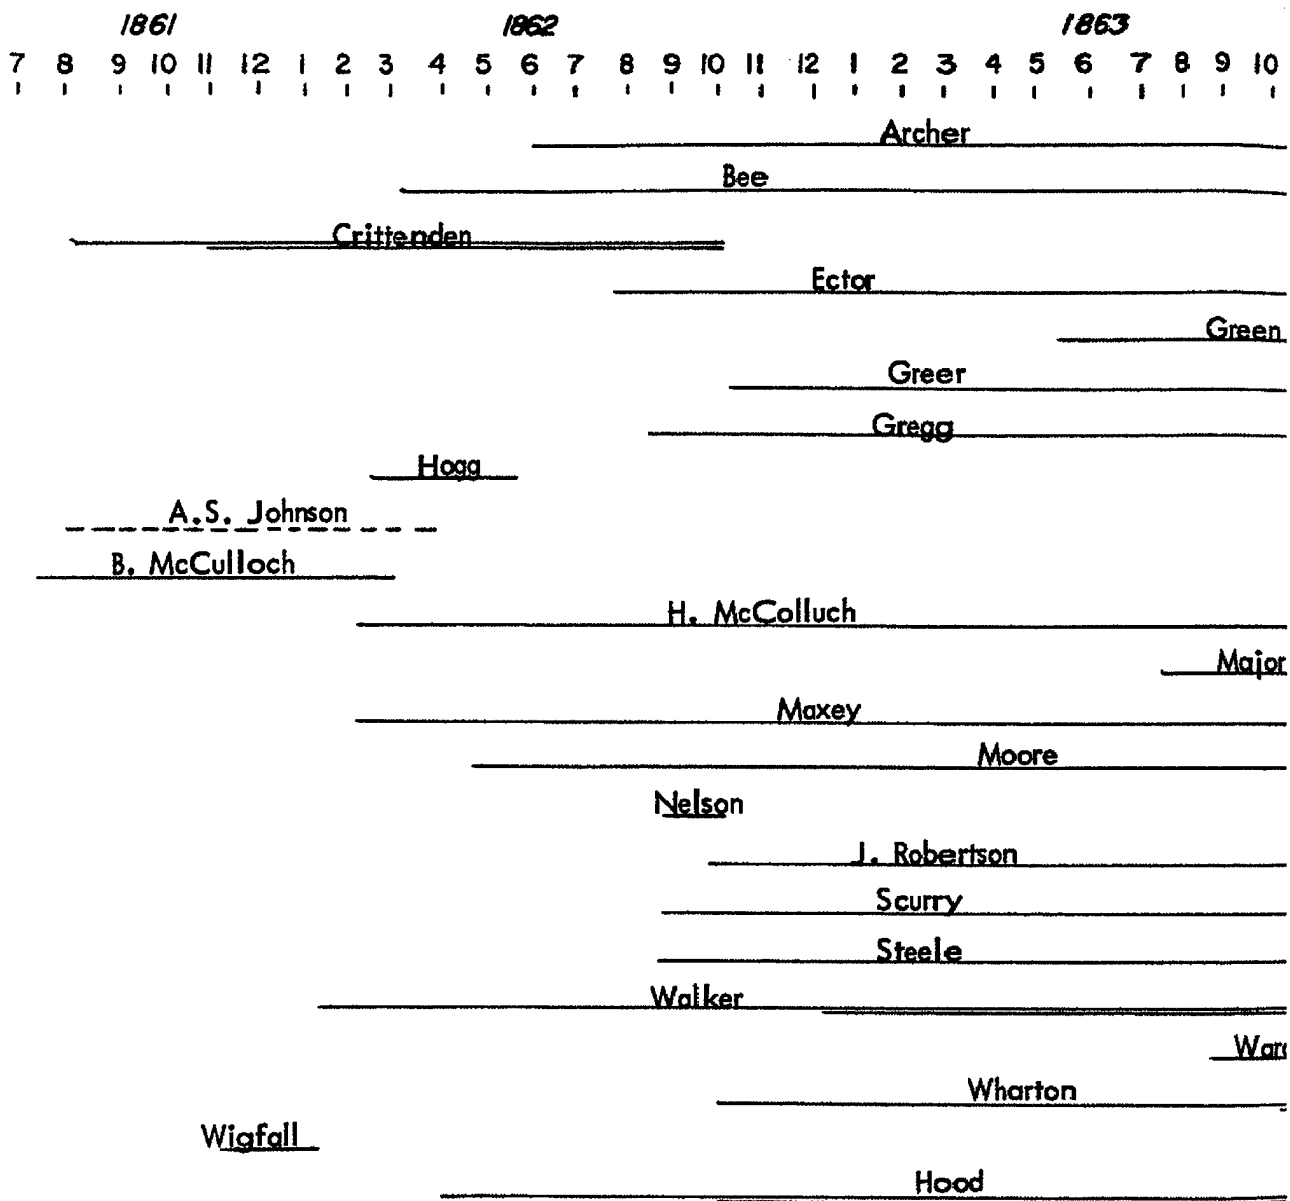 1861 1862 1863
7 8 9 10 11 12 1 2 3 4 5 6 7 8 9 10 11 12 1 2 3 4 5 6 7 8 9 10
Archer
Bee
Crittenden
Ector
Green
Greer
Gregg
Hogg
A.S. Johnson
B. McCulloch
H. McColluch
Major
Maxey
Moore
Nelson
J. Robertson
Scurry
Steele
Walker
Wharton
Wigfall
Hood